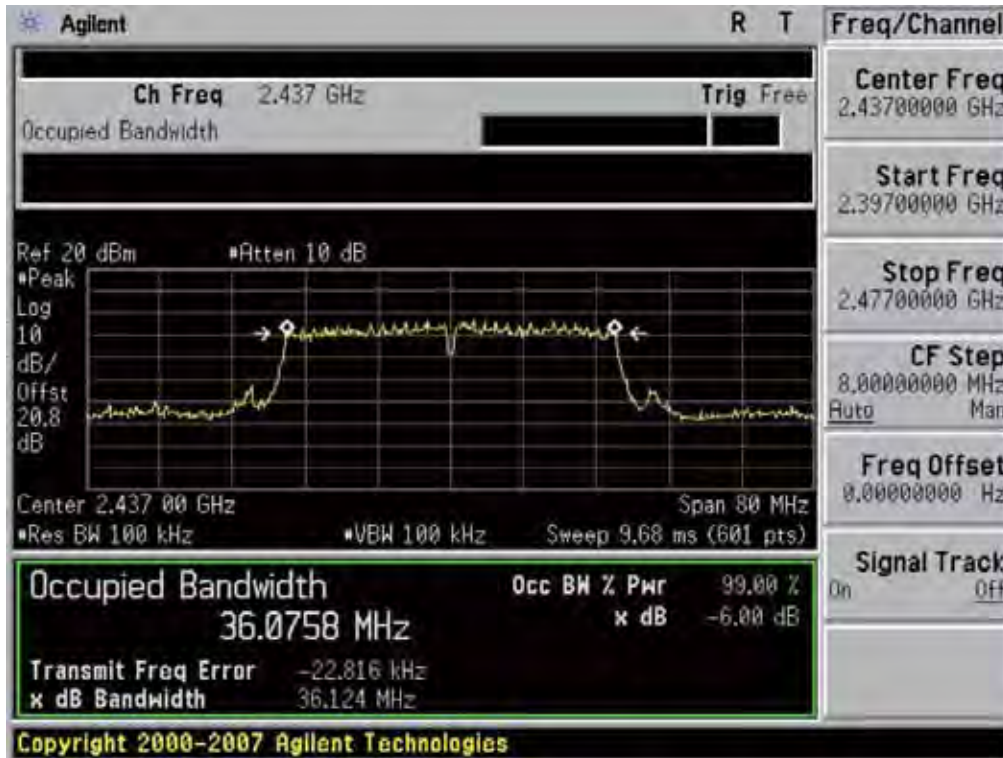 Agilent R T
Ch Freq 2.437 GHz Trig Free
Occupied Bandwidth
Ref 20 dBm #Atten 10 dB
#Peak
Log
10
dB/
Offst
20.8
dB
Center 2.437 00 GHz Span 80 MHz
#Res BW 100 kHz #VBW 100 kHz Sweep 9.68 ms (601 pts)
Occupied Bandwidth
36.0758 MHz
Occ BW % Pwr 99.00 %
x dB -6.00 dB
Transmit Freq Error -22.816 kHz
x dB Bandwidth 36.124 MHz
Copyright 2000-2007 Agilent Technologies
Freq/Channel
Center Freq
2.43700000 GHz
Start Freq
2.39700000 GHz
Stop Freq
2.47700000 GHz
CF Step
8.00000000 MHz
Auto Man
Freq Offset
0.00000000 Hz
Signal Track
On Off